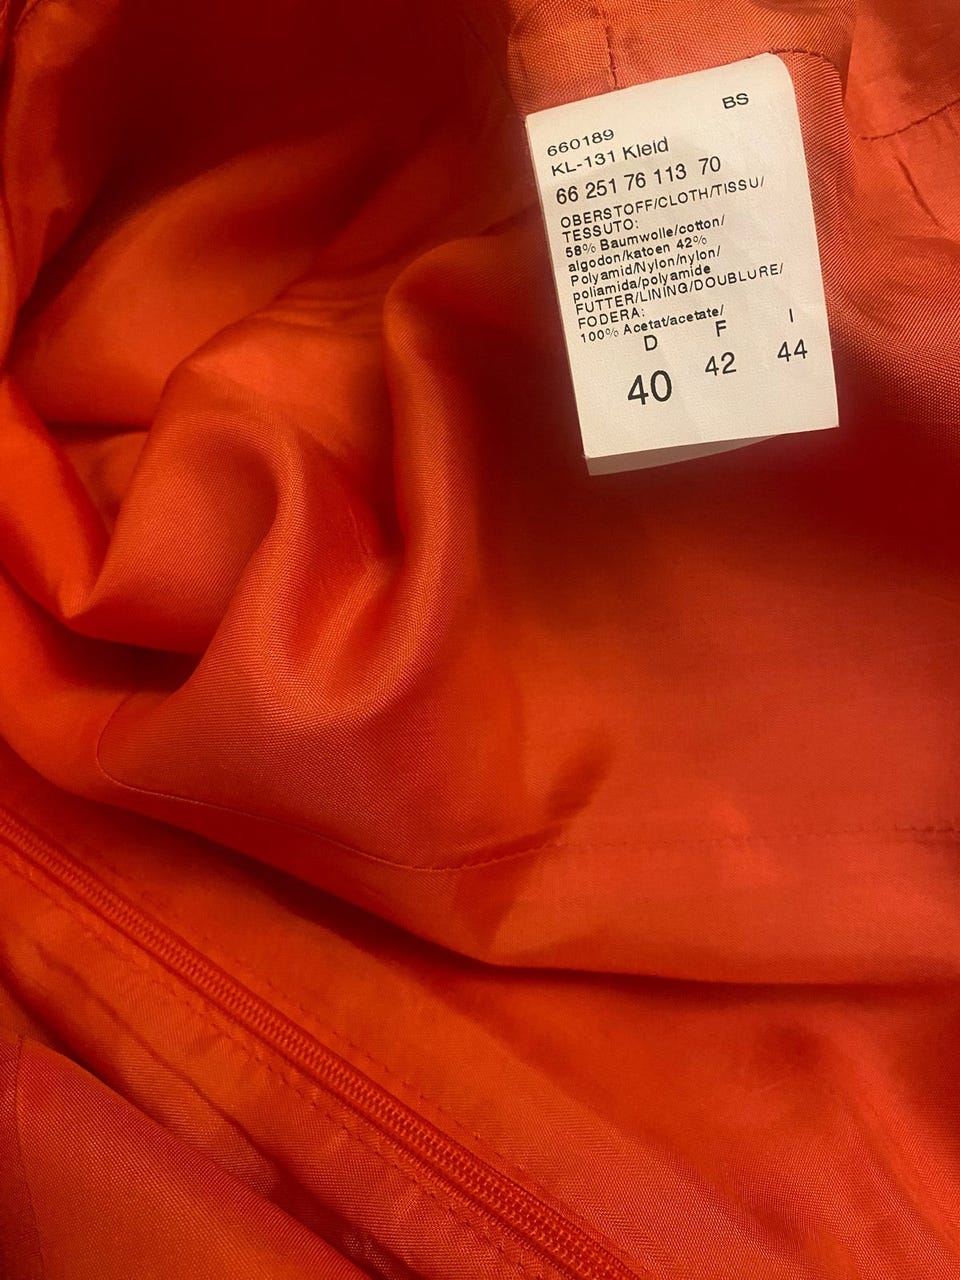 BS
660189
KL-131 Kleid
66 251 76 113 70
OBERSTOFF/CLOTH/TISSU/
TESSUTO:
58% Baumwolle/cotton/
algodon/katoen 42%
Polyamid/Nylon/nylon/
poliamida/polyamide
FUTTER/LINING/DOUBLURE/
FODERA:
100% Acetat/acetate/
D F I
40 42 44